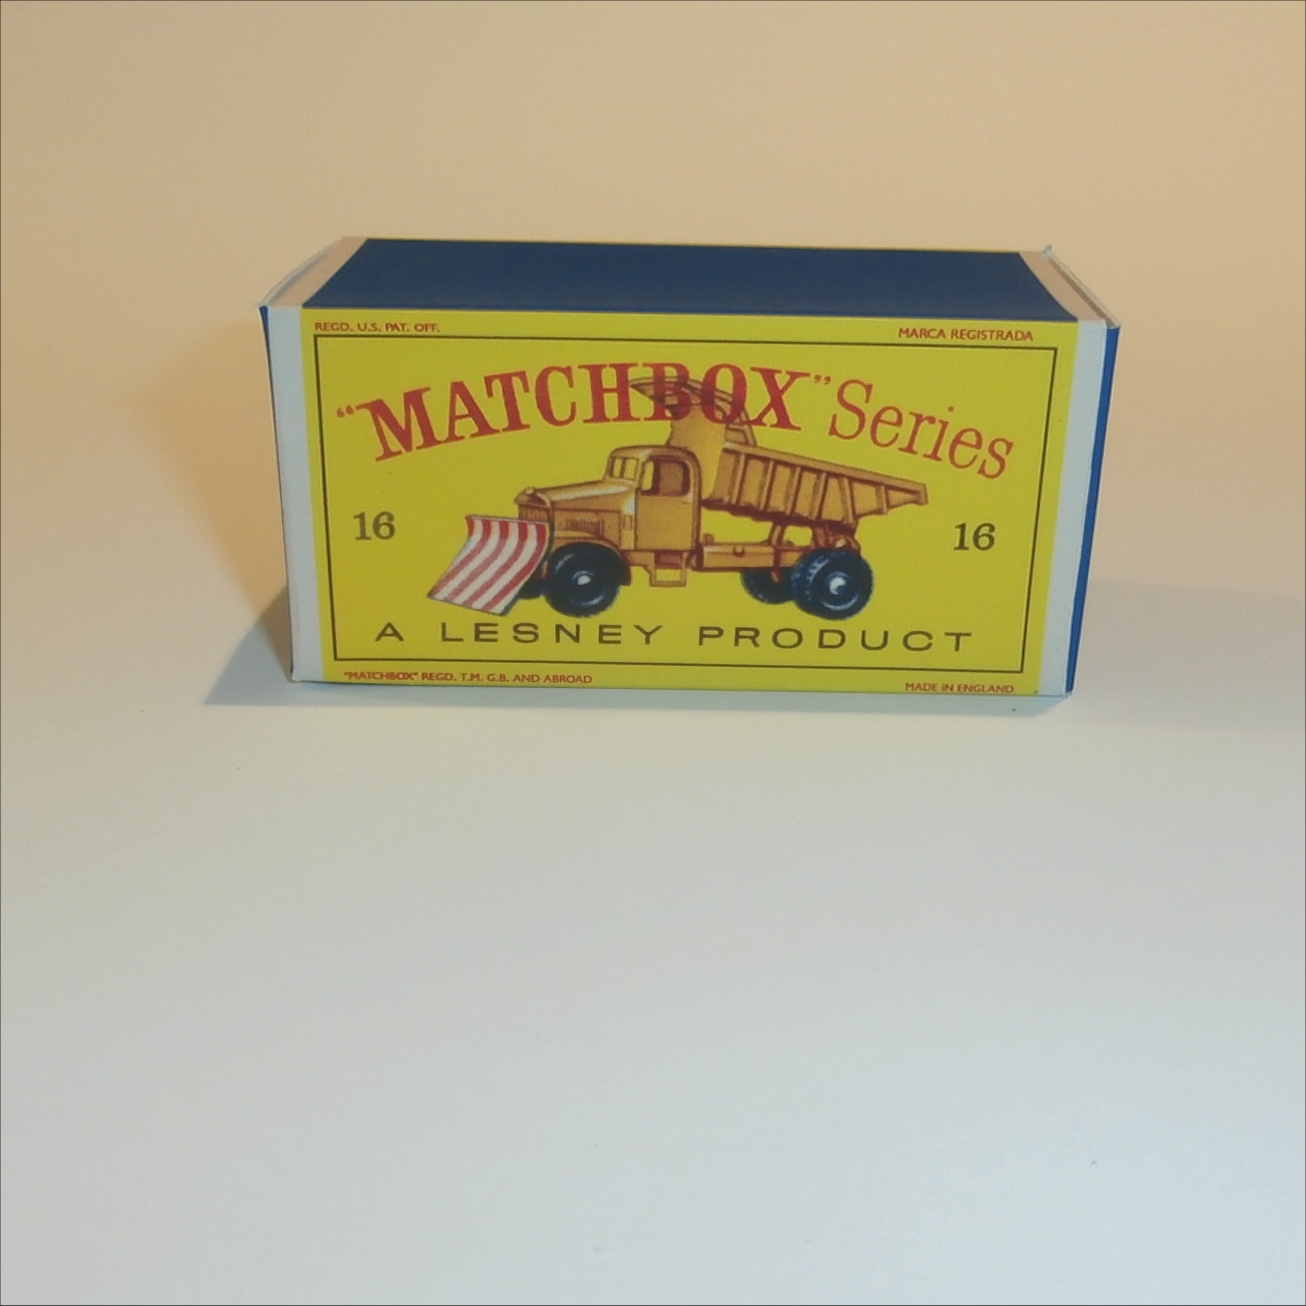 REGD. U.S. PAT. OFF. MARCA REGISTRADA
“MATCHBOX” Series
16 16
A LESNEY PRODUCT
"MATCHBOX" REGD. T.M. G.B. AND ABROAD MADE IN ENGLAND